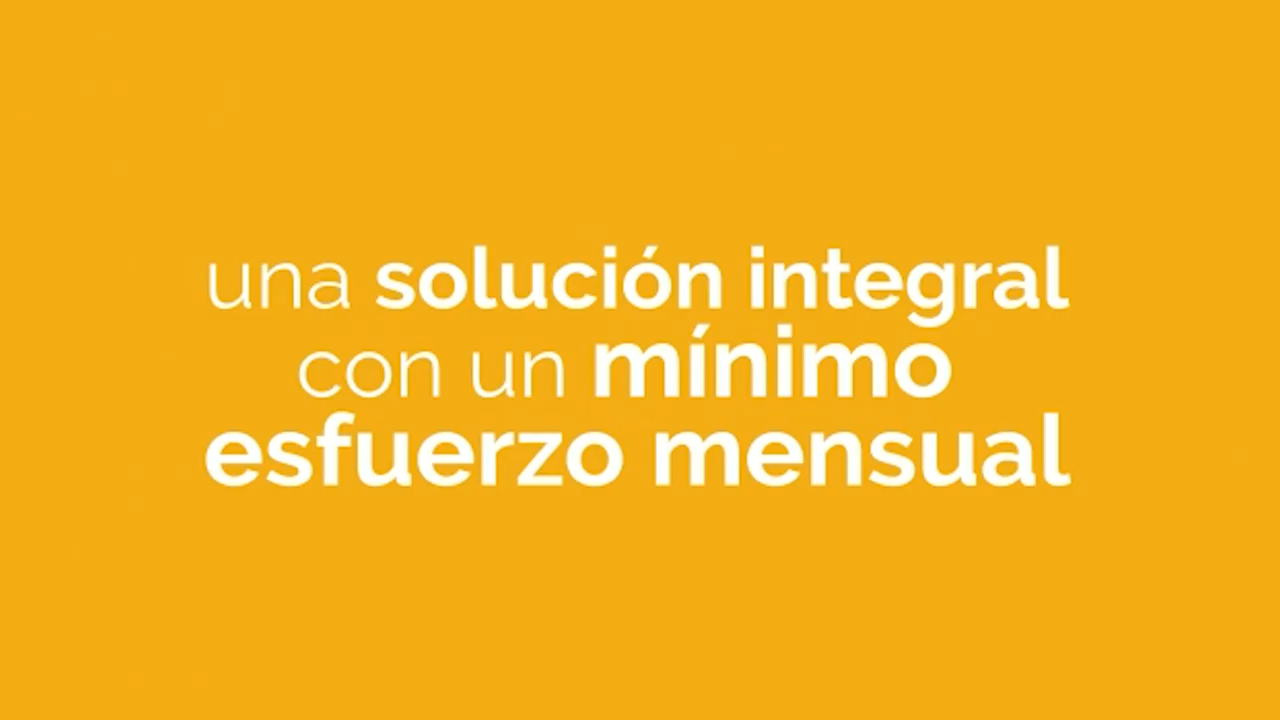 una solución integral
con un mínimo
esfuerzo mensual